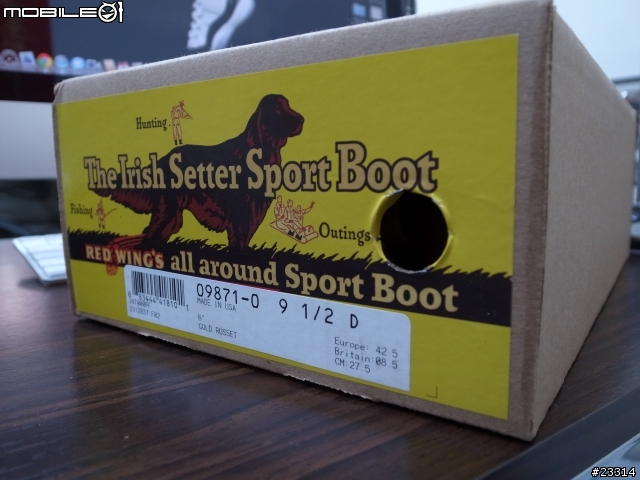 MOBILE01
Hunting
The Irish Setter Sport Boot
Fishing
Outings
RED WING'S all around Sport Boot
09871-0 9 1/2 D
MADE IN USA
6"
GOLD RUSSET
Europe: 42 5
Britain:08 5
CM:27 5
#23314